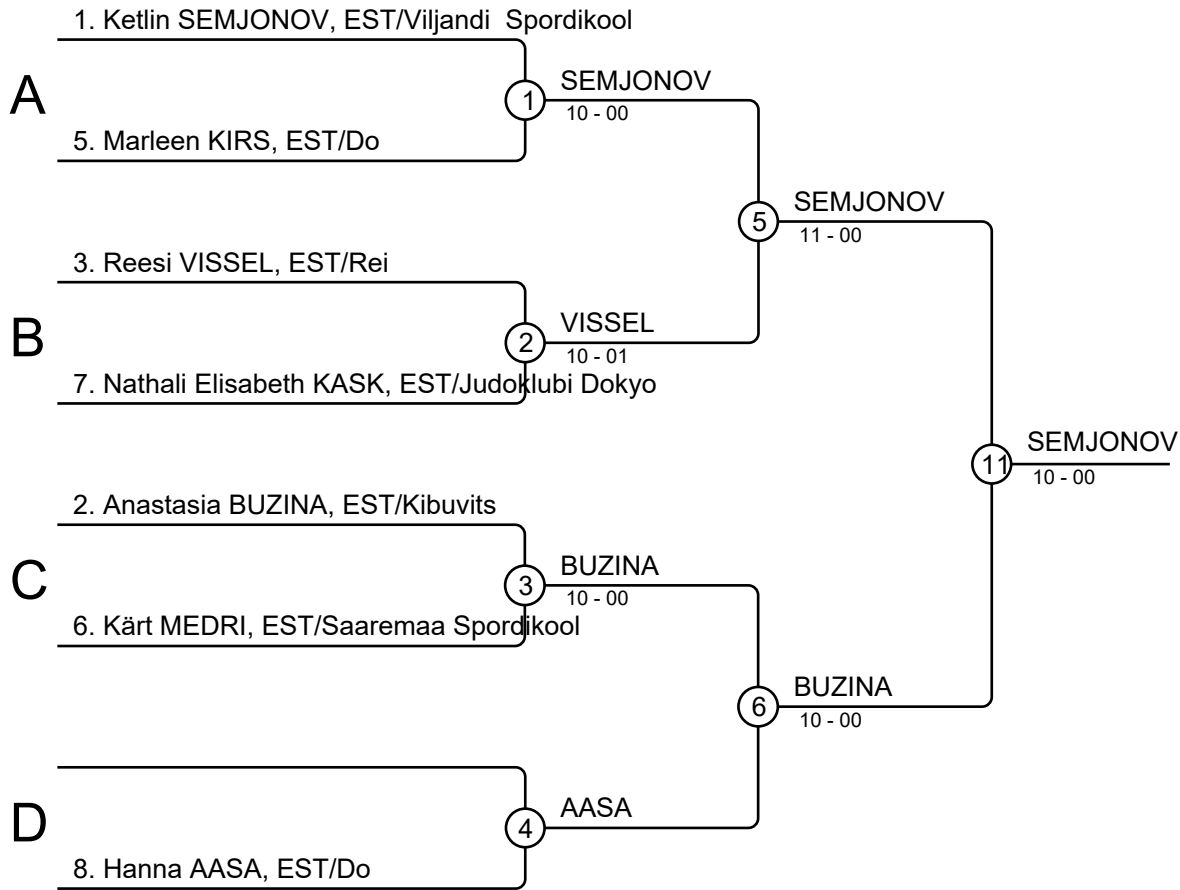 1. Ketlin SEMJONOV, EST/Viljandi  Spordikool
A
1
SEMJONOV
10 - 00
5. Marleen KIRS, EST/Do
5
SEMJONOV
11 - 00
3. Reesi VISSEL, EST/Rei
B
2
VISSEL
10 - 01
7. Nathali Elisabeth KASK, EST/Judoklubi Dokyo
11
SEMJONOV
10 - 00
2. Anastasia BUZINA, EST/Kibuvits
C
3
BUZINA
10 - 00
6. Kärt MEDRI, EST/Saaremaa Spordikool
6
BUZINA
10 - 00
D
4
AASA
8. Hanna AASA, EST/Do